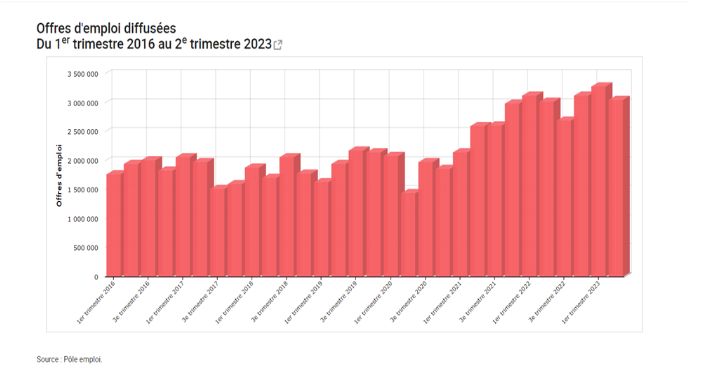 Offres d'emploi diffusées
Du 1er trimestre 2016 au 2e trimestre 2023
3 500 000
3 000 000
2 500 000
2 000 000
1 500 000
1 000 000
500 000
0
Offres d'emploi
1er trimestre 2016
3e trimestre 2016
1er trimestre 2017
3e trimestre 2017
1er trimestre 2018
3e trimestre 2018
1er trimestre 2019
3e trimestre 2019
1er trimestre 2020
3e trimestre 2020
1er trimestre 2021
3e trimestre 2021
1er trimestre 2022
3e trimestre 2022
1er trimestre 2023
Source : Pôle emploi.